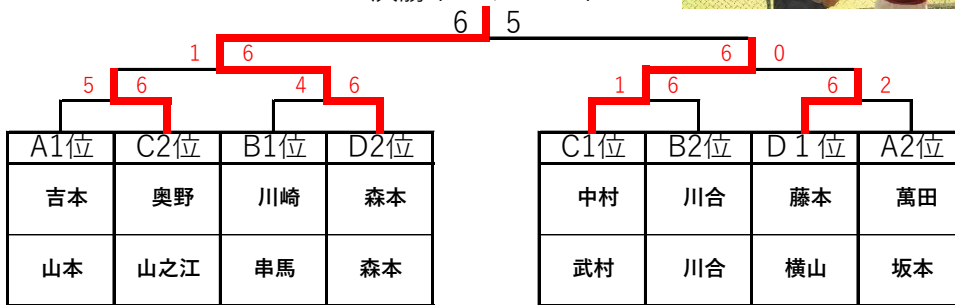 6 5
1 6 6 0
5 6 4 6 1 6 6 2
A1位 C2位 B1位 D2位 C1位 B2位 D１位 A2位
吉本 奥野 川崎 森本 中村 川合 藤本 萬田
山本 山之江 串馬 森本 武村 川合 横山 坂本